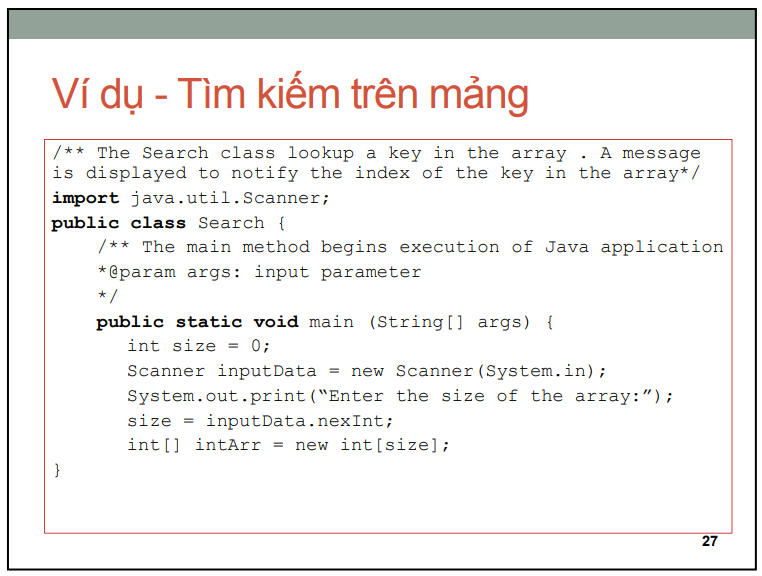 Ví dụ - Tìm kiếm trên mảng
/** The Search class lookup a key in the array . A message
is displayed to notify the index of the key in the array*/
import java.util.Scanner;
public class Search {
/** The main method begins execution of Java application
*@param args: input parameter
*/
public static void main (String[] args) {
int size = 0;
Scanner inputData = new Scanner(System.in);
System.out.print(“Enter the size of the array:”);
size = inputData.nexInt;
int[] intArr = new int[size];
}
27